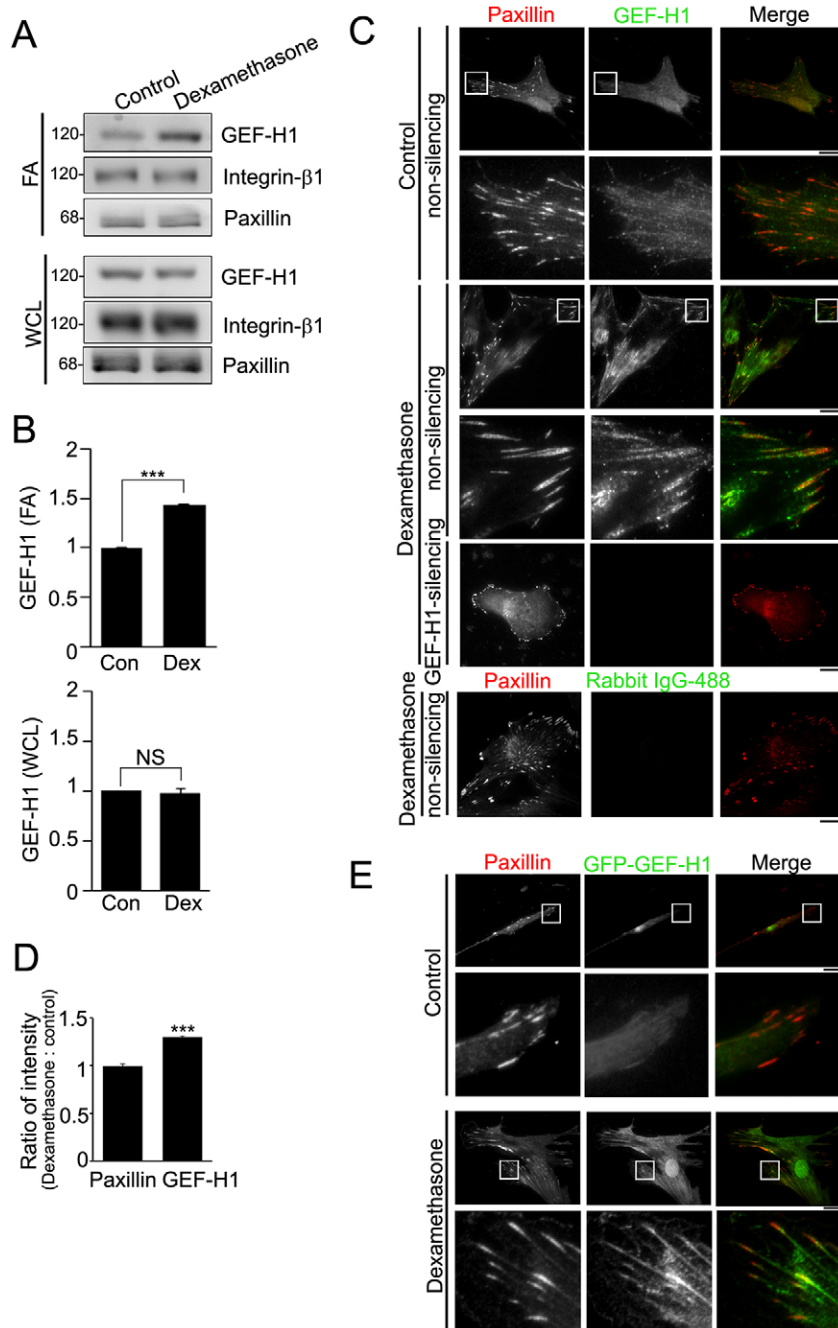 A
Control
Dexamethasone
FA
120-
GEF-H1
120-
Integrin-β1
68-
Paxillin
WCL
120-
GEF-H1
120-
Integrin-β1
68-
Paxillin
B
GEF-H1 (FA)
2
1.5
1
0.5
0
***
Con Dex
GEF-H1 (WCL)
2
1.5
1
0.5
0
NS
Con Dex
D
Ratio of intensity
(Dexamethasone : control)
1.5
1
0.5
0
***
Paxillin GEF-H1
C
Paxillin GEF-H1 Merge
Control
non-silencing
Dexamethasone
non-silencing
GEF-H1-silencing
Paxillin Rabbit IgG-488
Dexamethasone
non-silencing
E
Paxillin GFP-GEF-H1 Merge
Control
Dexamethasone